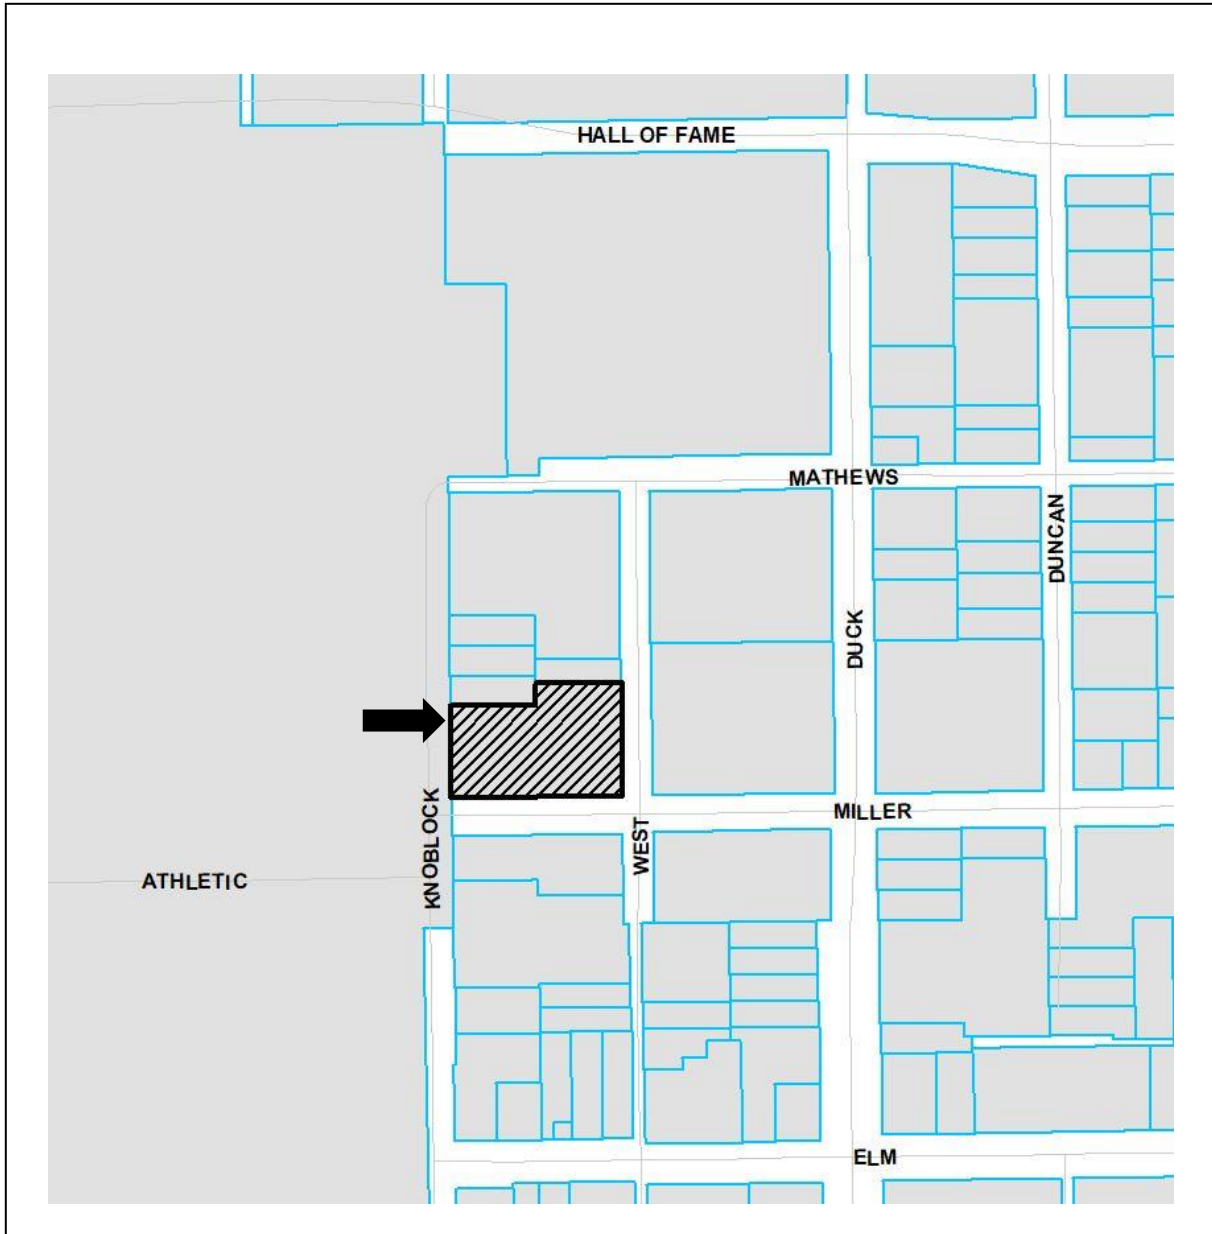 HALL OF FAME
MATHEWS
DUNCAN
DUCK
MILLER
KNOBLOCK
WEST
ATHLETIC
ELM